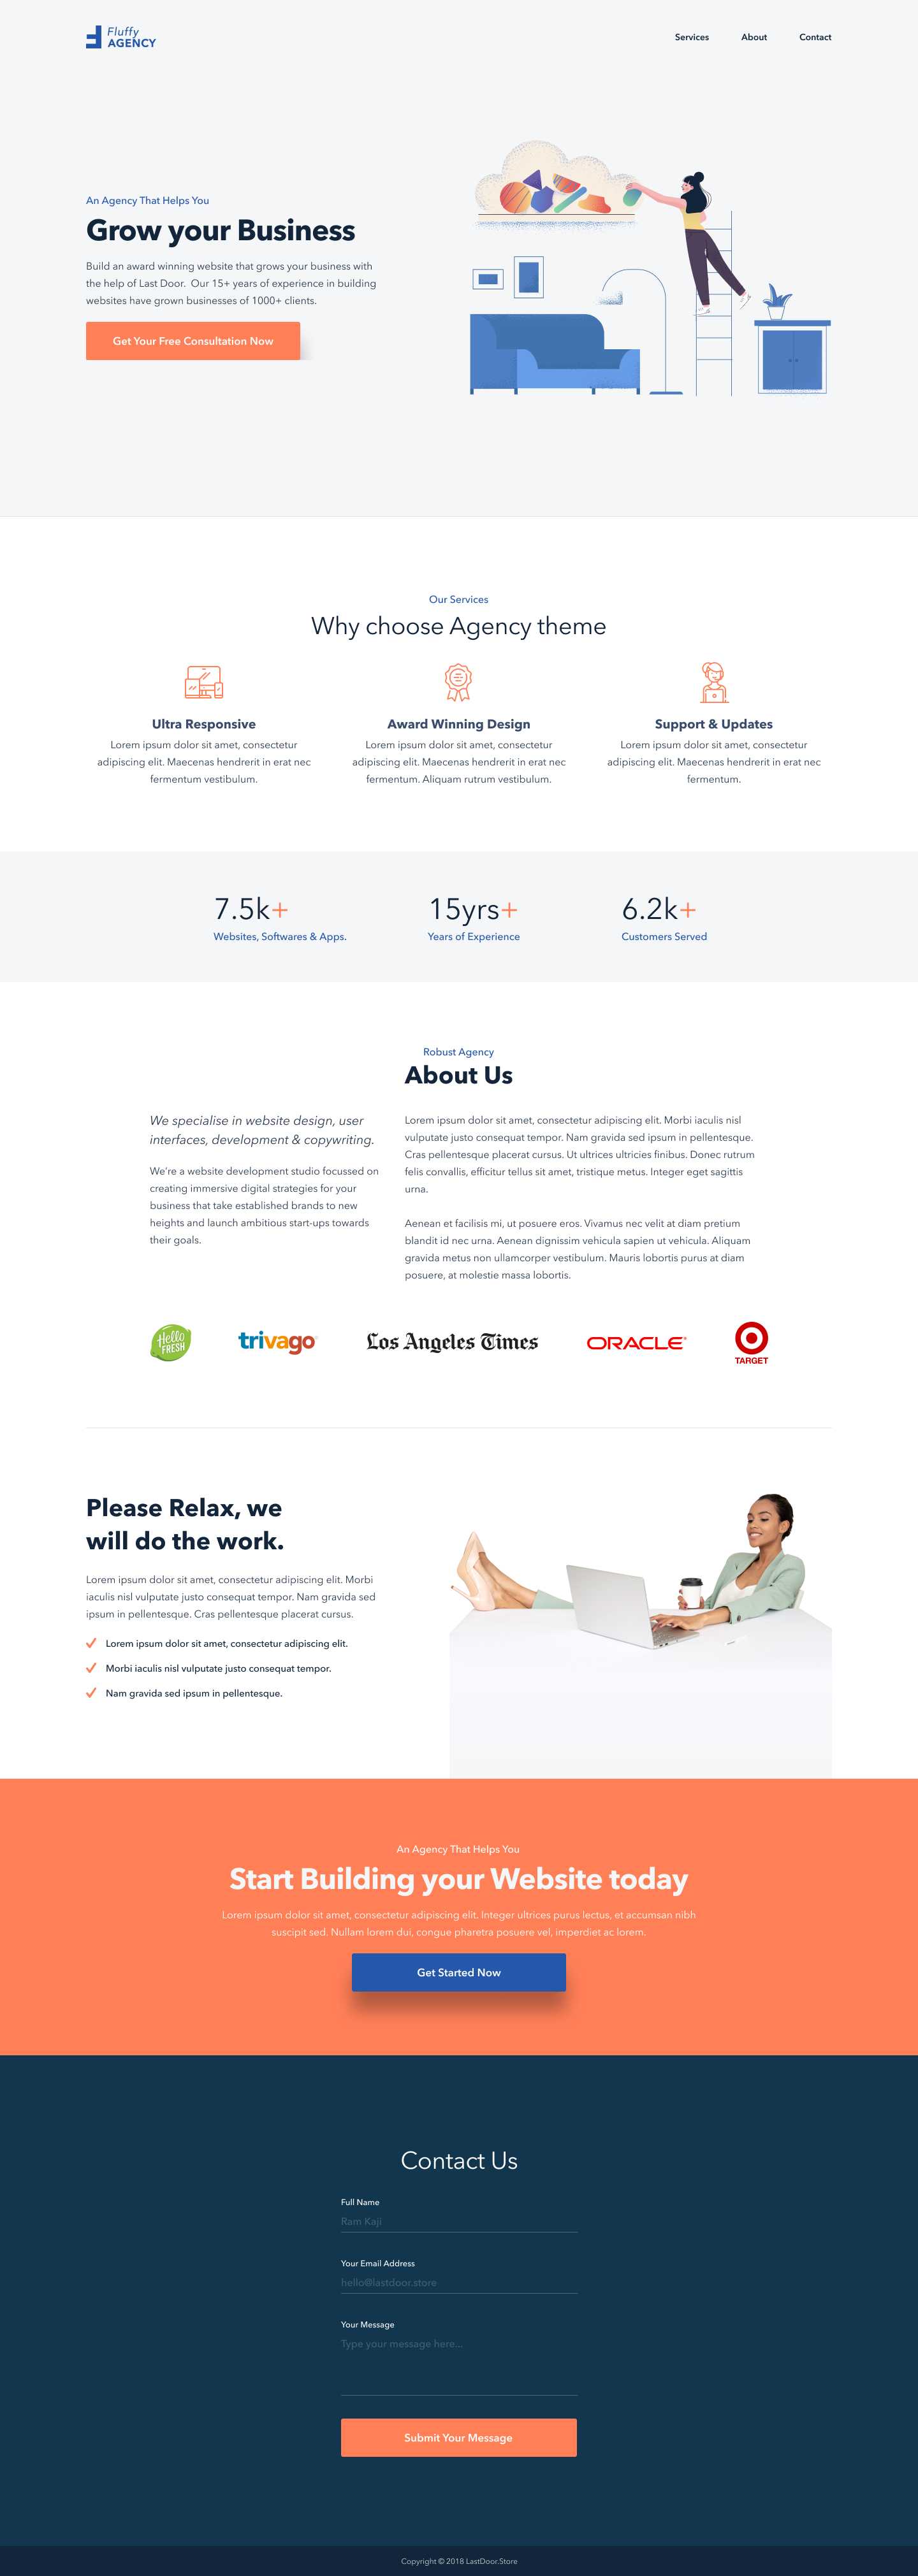 Fluffy
AGENCY
Services About Contact
An Agency That Helps You
Grow your Business
Build an award winning website that grows your business with
the help of Last Door. Our 15+ years of experience in building
websites have grown businesses of 1000+ clients.
Get Your Free Consultation Now
Our Services
Why choose Agency theme
Ultra Responsive
Lorem ipsum dolor sit amet, consectetur
adipiscing elit. Maecenas hendrerit in erat nec
fermentum vestibulum.
Award Winning Design
Lorem ipsum dolor sit amet, consectetur
adipiscing elit. Maecenas hendrerit in erat nec
fermentum. Aliquam rutrum vestibulum.
Support & Updates
Lorem ipsum dolor sit amet, consectetur
adipiscing elit. Maecenas hendrerit in erat nec
fermentum.
7.5k+
Websites, Softwares & Apps.
15yrs+
Years of Experience
6.2k+
Customers Served
Robust Agency
About Us
We specialise in website design, user
interfaces, development & copywriting.
We're a website development studio focussed on
creating immersive digital strategies for your
business that take established brands to new
heights and launch ambitious start-ups towards
their goals.
Lorem ipsum dolor sit amet, consectetur adipiscing elit. Morbi iaculis nisl
vulputate justo consequat tempor. Nam gravida sed ipsum in pellentesque.
Cras pellentesque placerat cursus. Ut ultrices ultricies finibus. Donec rutrum
felis convallis, efficitur tellus sit amet, tristique metus. Integer eget sagittis
urna.
Aenean et facilisis mi, ut posuere eros. Vivamus nec velit at diam pretium
blandit id nec urna. Aenean dignissim vehicula sapien ut vehicula. Aliquam
gravida metus non ullamcorper vestibulum. Mauris lobortis purus at diam
posuere, at molestie massa lobortis.
Hello
FRESH
trivago
Los Angeles Times
ORACLE®
TARGET
Please Relax, we
will do the work.
Lorem ipsum dolor sit amet, consectetur adipiscing elit. Morbi
iaculis nisl vulputate justo consequat tempor. Nam gravida sed
ipsum in pellentesque. Cras pellentesque placerat cursus.
Lorem ipsum dolor sit amet, consectetur adipiscing elit.
Morbi iaculis nisl vulputate justo consequat tempor.
Nam gravida sed ipsum in pellentesque.
An Agency That Helps You
Start Building your Website today
Lorem ipsum dolor sit amet, consectetur adipiscing elit. Integer ultrices purus lectus, et accumsan nibh
suscipit sed. Nullam lorem dui, congue pharetra posuere vel, imperdiet ac lorem.
Get Started Now
Contact Us
Full Name
Ram Kaji
Your Email Address
hello@lastdoor.store
Your Message
Type your message here...
Submit Your Message
Copyright © 2018 LastDoor.Store